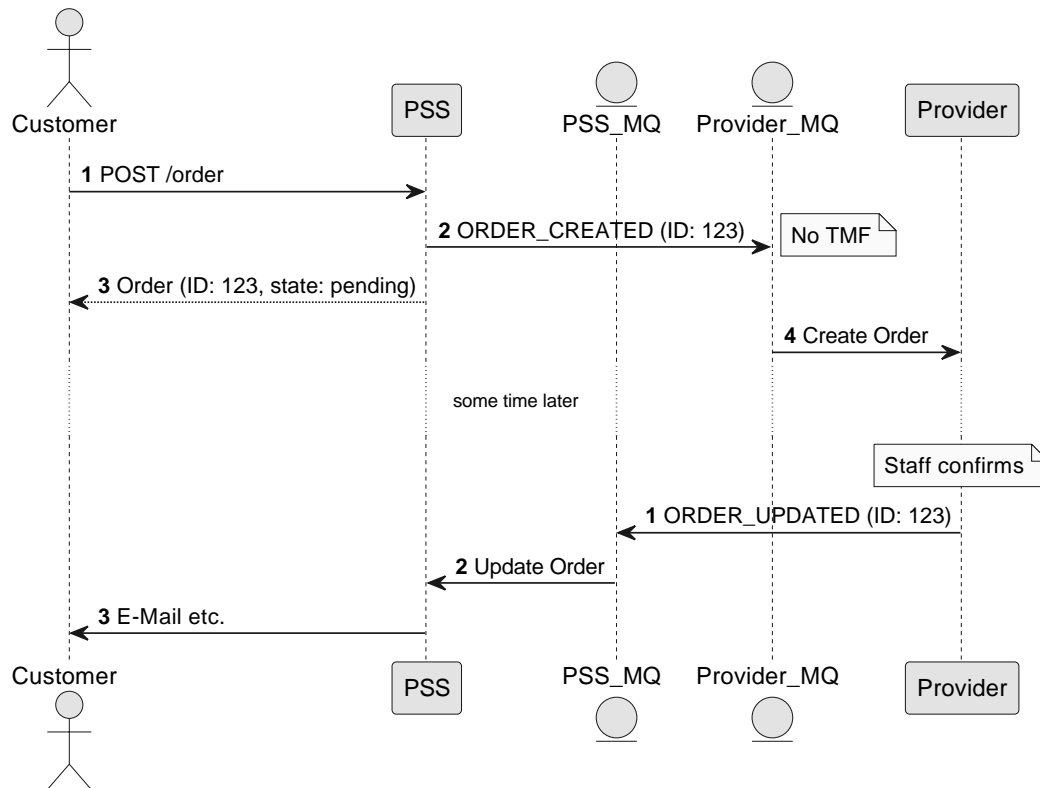 Customer
PSS
PSS_MQ
Provider_MQ
Provider
1 POST /order
2 ORDER_CREATED (ID: 123)
No TMF
3 Order (ID: 123, state: pending)
4 Create Order
some time later
Staff confirms
1 ORDER_UPDATED (ID: 123)
2 Update Order
3 E-Mail etc.
Customer
PSS
PSS_MQ
Provider_MQ
Provider